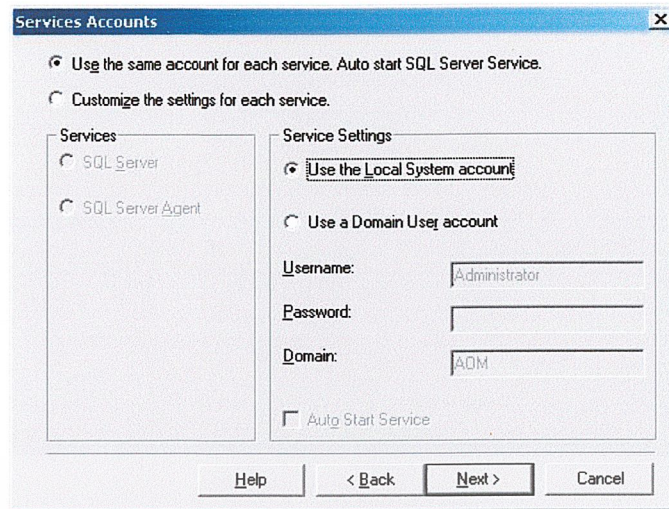 Services Accounts
Use the same account for each service. Auto start SQL Server Service.
Customize the settings for each service.
Services
SQL Server
SQL Server Agent
Service Settings
Use the Local System account
Use a Domain User account
Username:
Administrator
Password:
Domain:
AOM
Auto Start Service
Help
< Back
Next >
Cancel